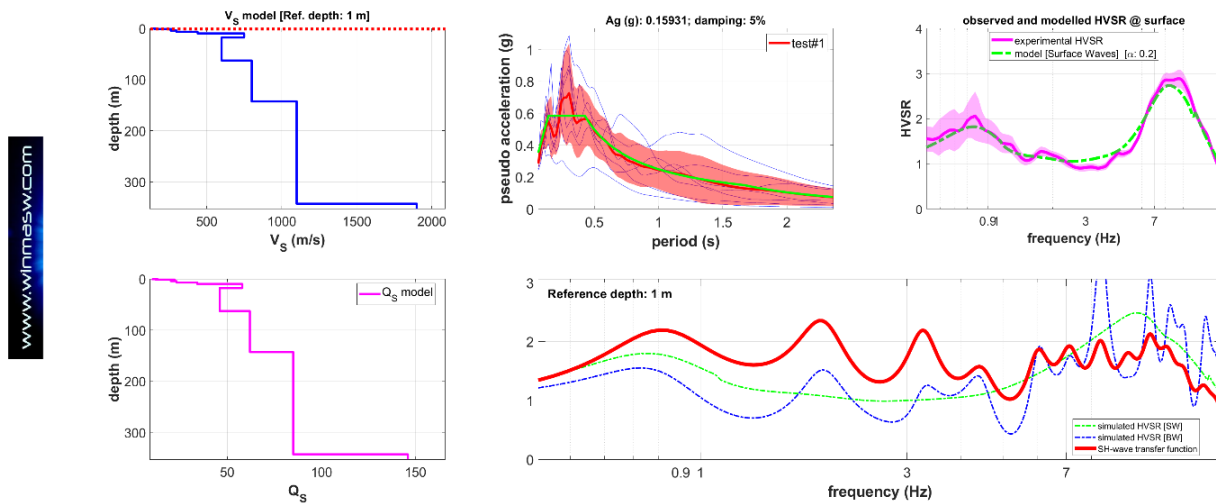 www.winmasw.com
V_S model [Ref. depth: 1 m]
0
100
200
300
depth (m)
500
1000
1500
2000
V_S (m/s)
Ag (g): 0.15931; damping: 5%
test#1
1
0.8
0.6
0.4
0.2
0
pseudo acceleration (g)
0.5
1
1.5
2
period (s)
observed and modelled HVSR @ surface
experimental HVSR
model [Surface Waves] [α: 0.2]
4
3
2
1
0
HVSR
0.9
1
3
7
frequency (Hz)
Q_S model
0
100
200
300
depth (m)
50
100
150
Q_S
Reference depth: 1 m
3
2
1
0
simulated HVSR [SW]
simulated HVSR [BW]
SH-wave transfer function
0.9
1
3
7
frequency (Hz)